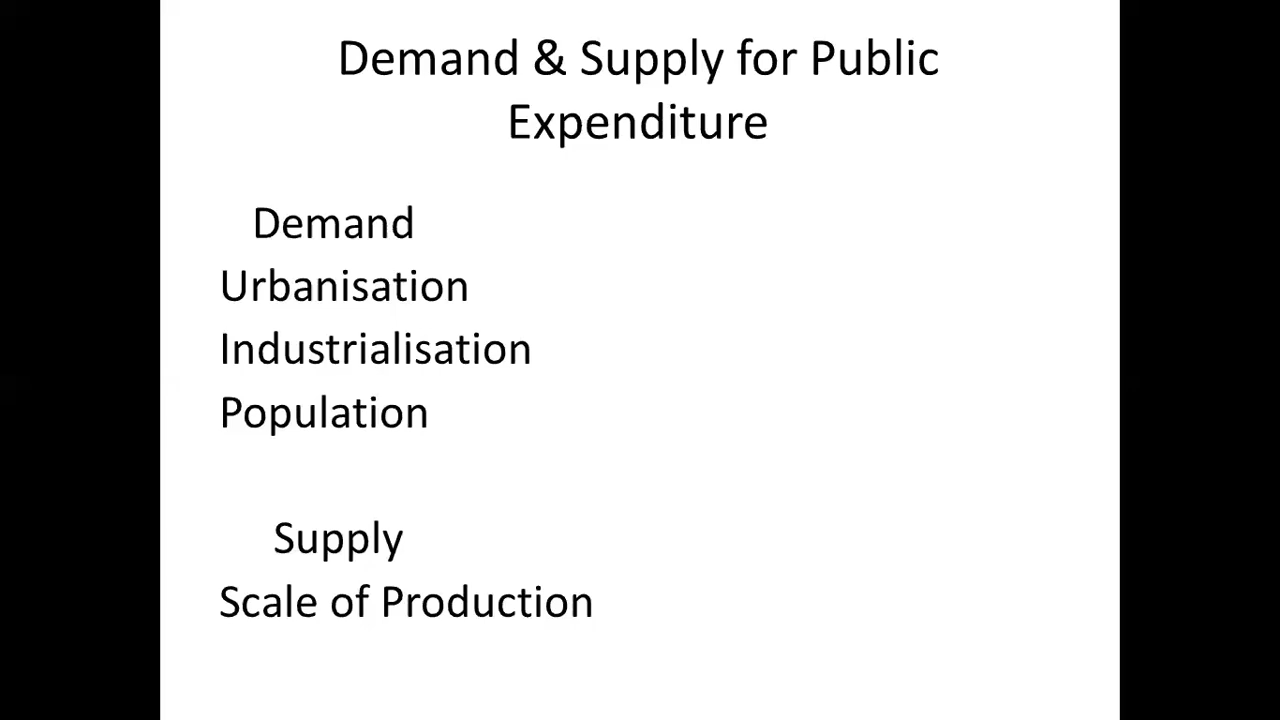 Demand & Supply for Public
Expenditure
Demand
Urbanisation
Industrialisation
Population
Supply
Scale of Production